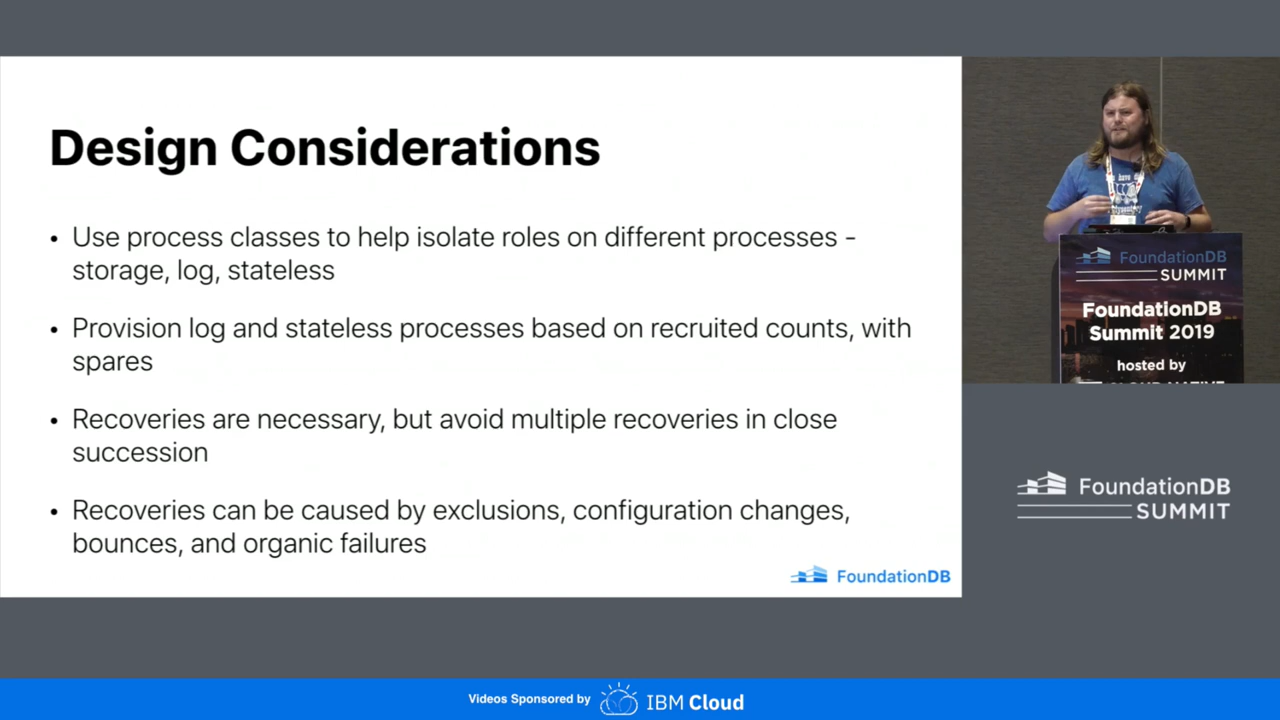 Design Considerations
• Use process classes to help isolate roles on different processes -
storage, log, stateless
• Provision log and stateless processes based on recruited counts, with
spares
• Recoveries are necessary, but avoid multiple recoveries in close
succession
• Recoveries can be caused by exclusions, configuration changes,
bounces, and organic failures
FoundationDB
FoundationDB
SUMMIT
FoundationDB
Summit 2019
hosted by
FoundationDB
SUMMIT
Videos Sponsored by IBM Cloud